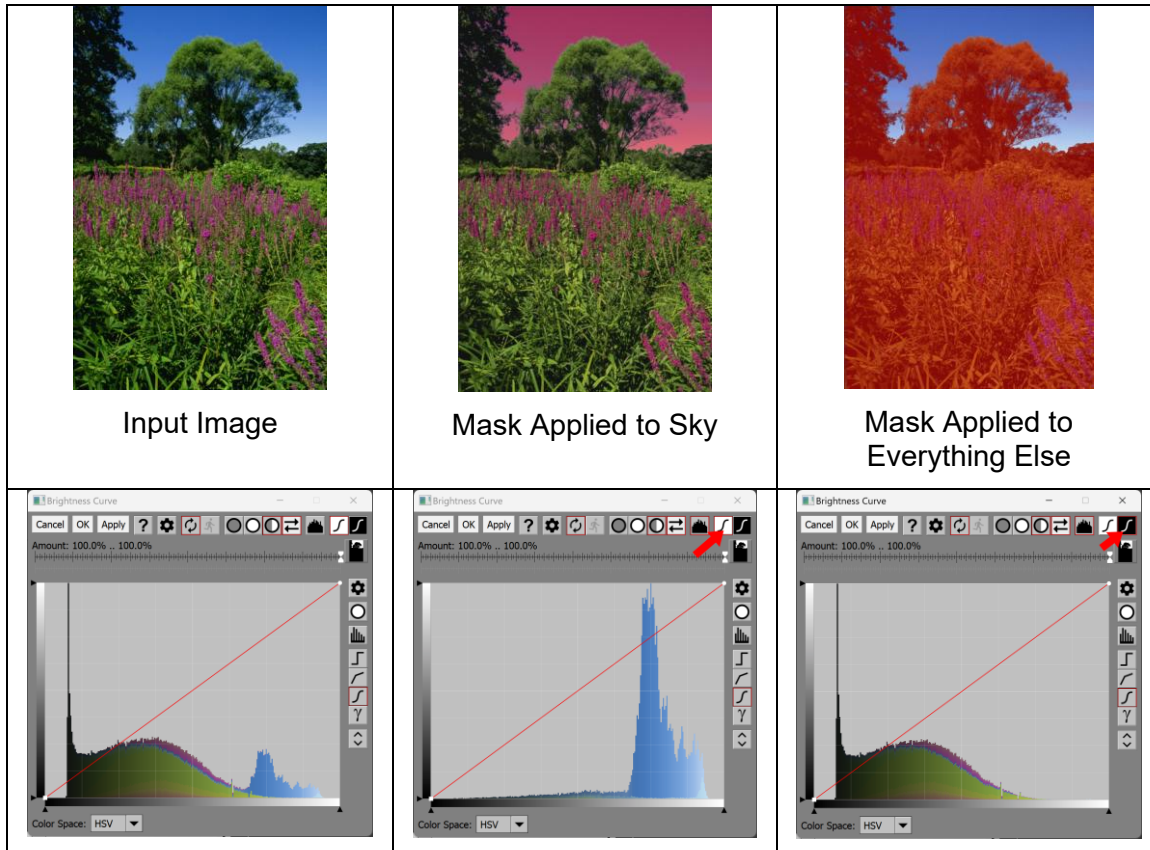 Input Image
Mask Applied to Sky
Mask Applied to
Everything Else
Brightness Curve
Cancel OK Apply ?
Amount: 100.0% .. 100.0%
γ
Color Space: HSV
Brightness Curve
Cancel OK Apply ?
Amount: 100.0% .. 100.0%
γ
Color Space: HSV
Brightness Curve
Cancel OK Apply ?
Amount: 100.0% .. 100.0%
γ
Color Space: HSV